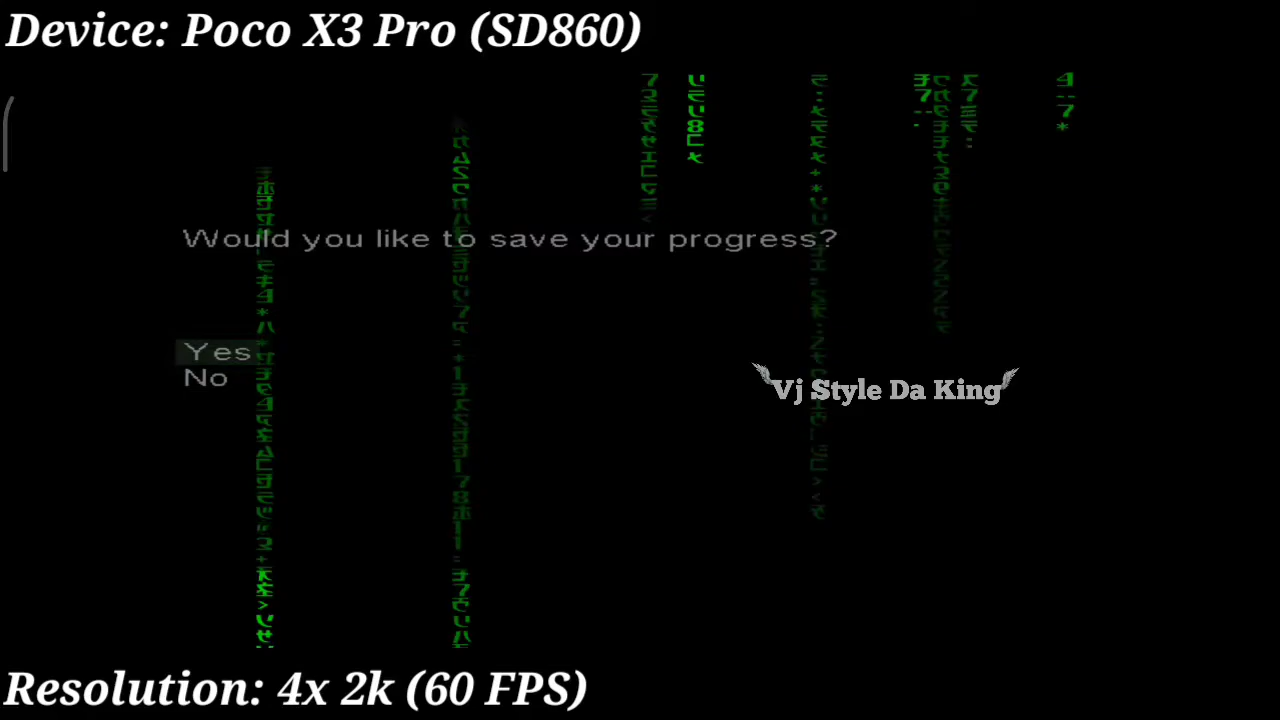 Device: Poco X3 Pro (SD860)
Would you like to save your progress?
Yes
No
Vj Style Da King
Resolution: 4x 2k (60 FPS)